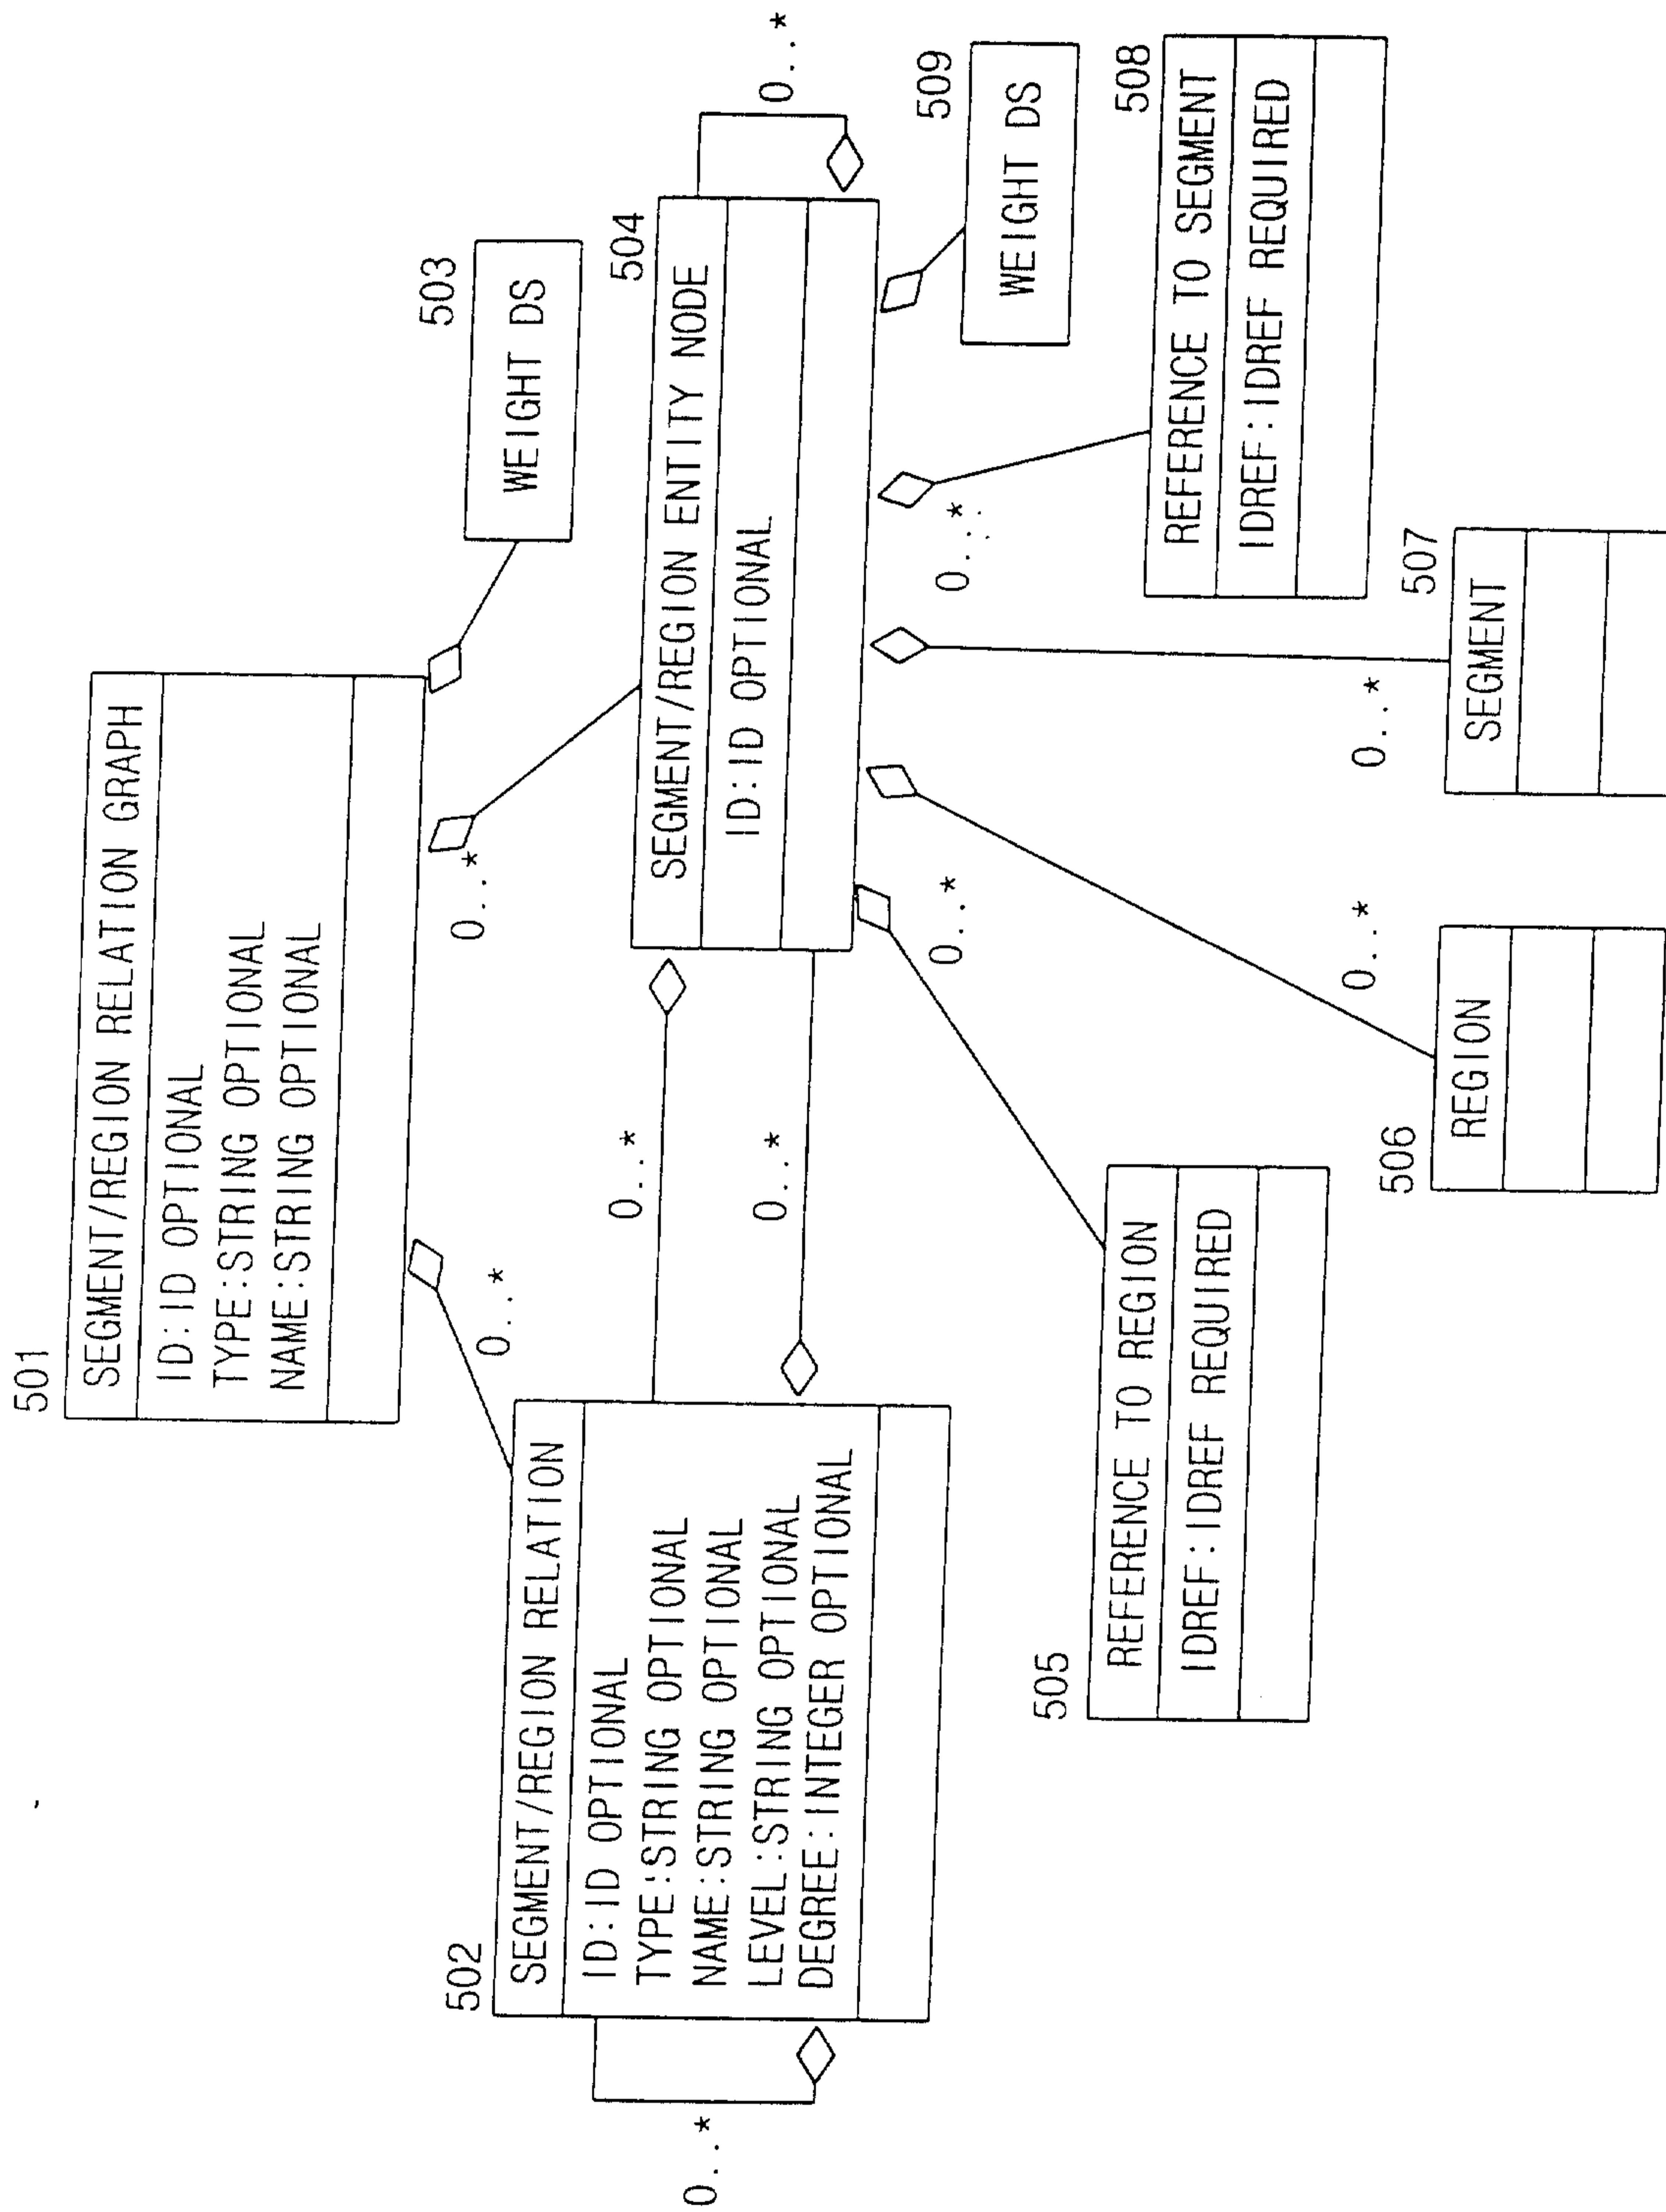 501
SEGMENT/REGION RELATION GRAPH
ID:ID OPTIONAL
TYPE:STRING OPTIONAL
NAME:STRING OPTIONAL
0...*
0...*
503
WEIGHT DS
502
SEGMENT/REGION RELATION
ID:ID OPTIONAL
TYPE:STRING OPTIONAL
NAME:STRING OPTIONAL
LEVEL:STRING OPTIONAL
DEGREE:INTEGER OPTIONAL
0...*
0...*
0...*
504
SEGMENT/REGION ENTITY NODE
ID:ID OPTIONAL
0...*
0...*
0...*
509
WEIGHT DS
505
REFERENCE TO REGION
IDREF:IDREF REQUIRED
508
REFERENCE TO SEGMENT
IDREF:IDREF REQUIRED
0...*
0...*
506
REGION
507
SEGMENT